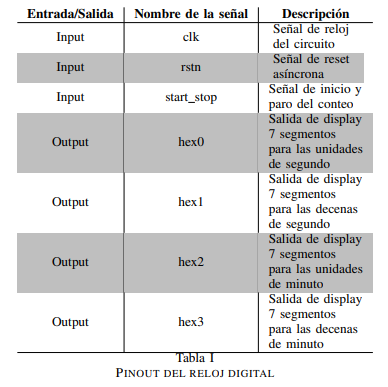 Entrada/Salida Nombre de la señal Descripción
Input clk Señal de reloj
del circuito
Input rstn Señal de reset
asíncrona
Input start_stop Señal de inicio y
paro del conteo
Output hex0 Salida de display
7 segmentos
para las unidades
de segundo
Output hex1 Salida de display
7 segmentos
para las decenas
de segundo
Output hex2 Salida de display
7 segmentos
para las unidades
de minuto
Output hex3 Salida de display
7 segmentos
para las decenas
de minuto
Tabla I
PINOUT DEL RELOJ DIGITAL